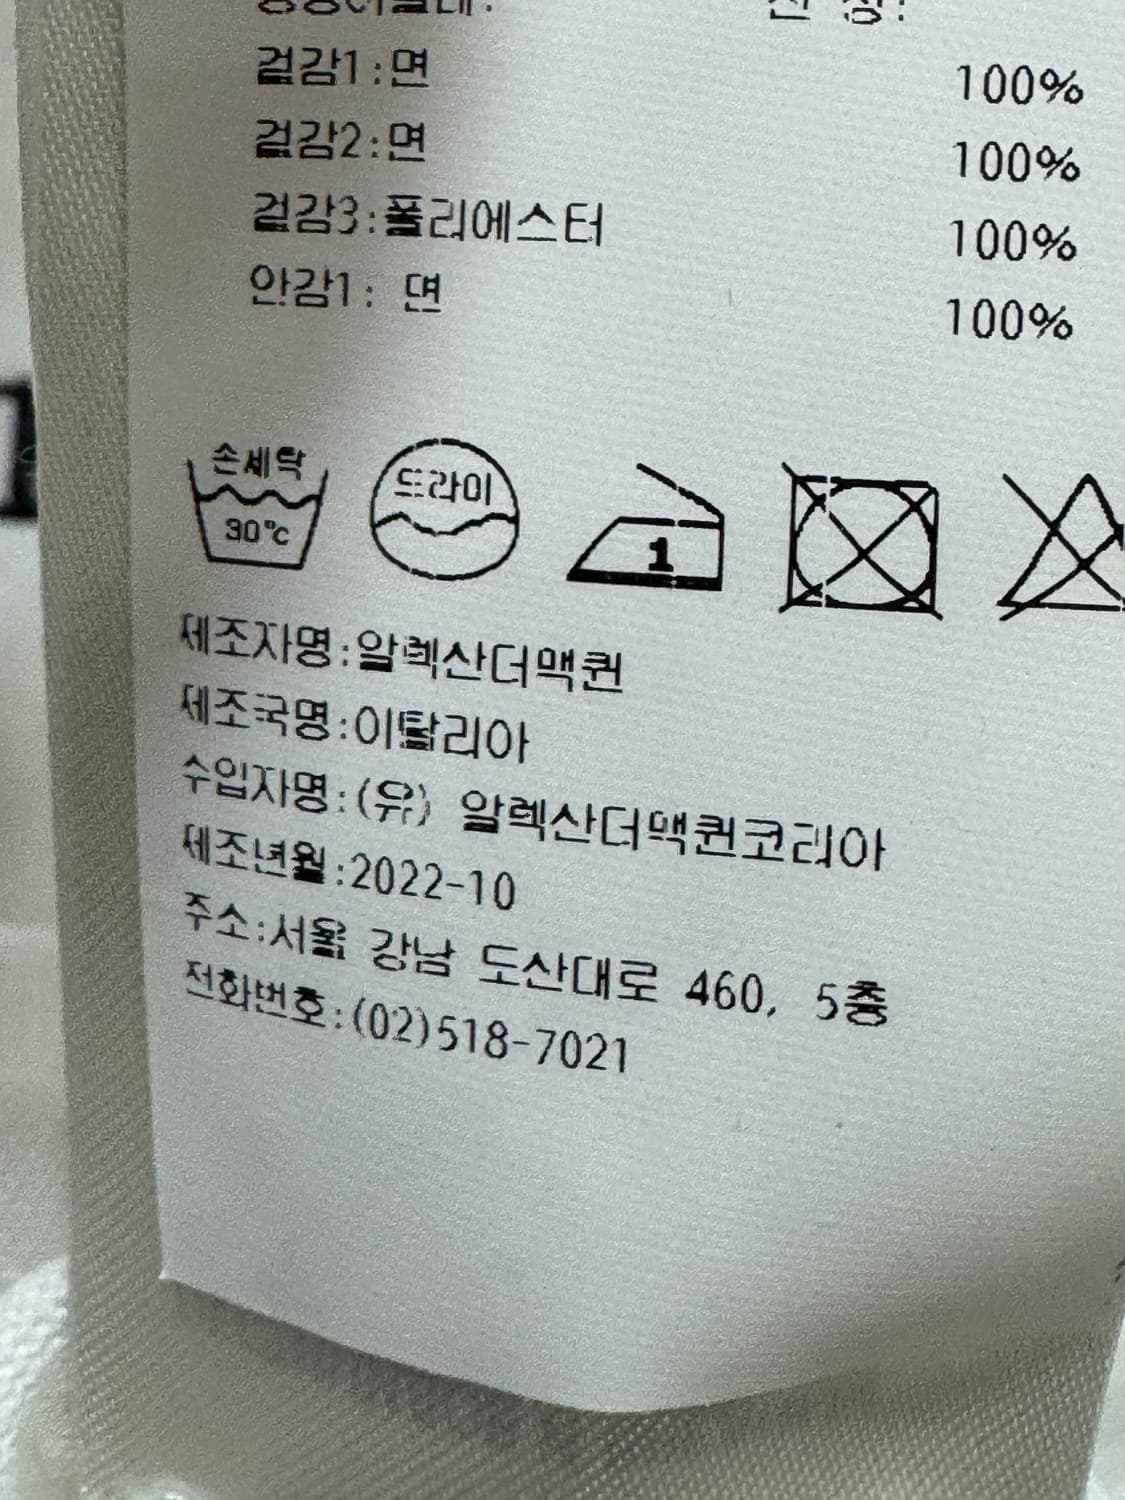 겉감1:면 100%
겉감2:면 100%
겉감3:폴리에스터 100%
안감1: 면 100%
손세탁 드라이
30℃ 1
제조자명:알렉산더맥퀸
제조국명:이탈리아
수입자명:(유) 알렉산더맥퀸코리아
제조년월:2022-10
주소:서울 강남 도산대로 460, 5층
전화번호:(02)518-7021